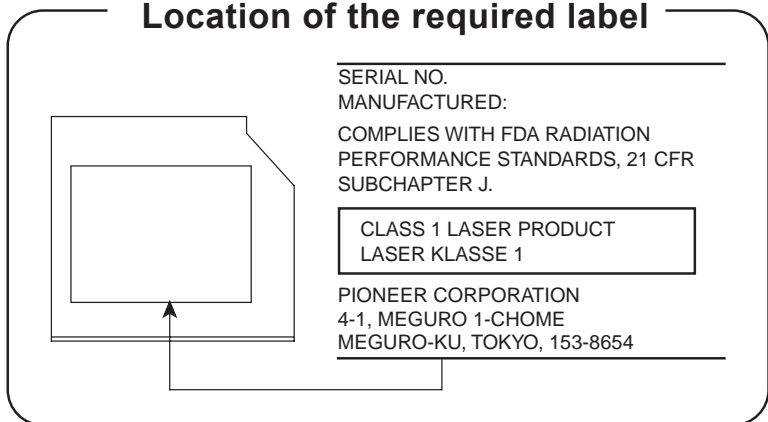 Location of the required label
SERIAL NO.
MANUFACTURED:
COMPLIES WITH FDA RADIATION
PERFORMANCE STANDARDS, 21 CFR
SUBCHAPTER J.
CLASS 1 LASER PRODUCT
LASER KLASSE 1
PIONEER CORPORATION
4-1, MEGURO 1-CHOME
MEGURO-KU, TOKYO, 153-8654